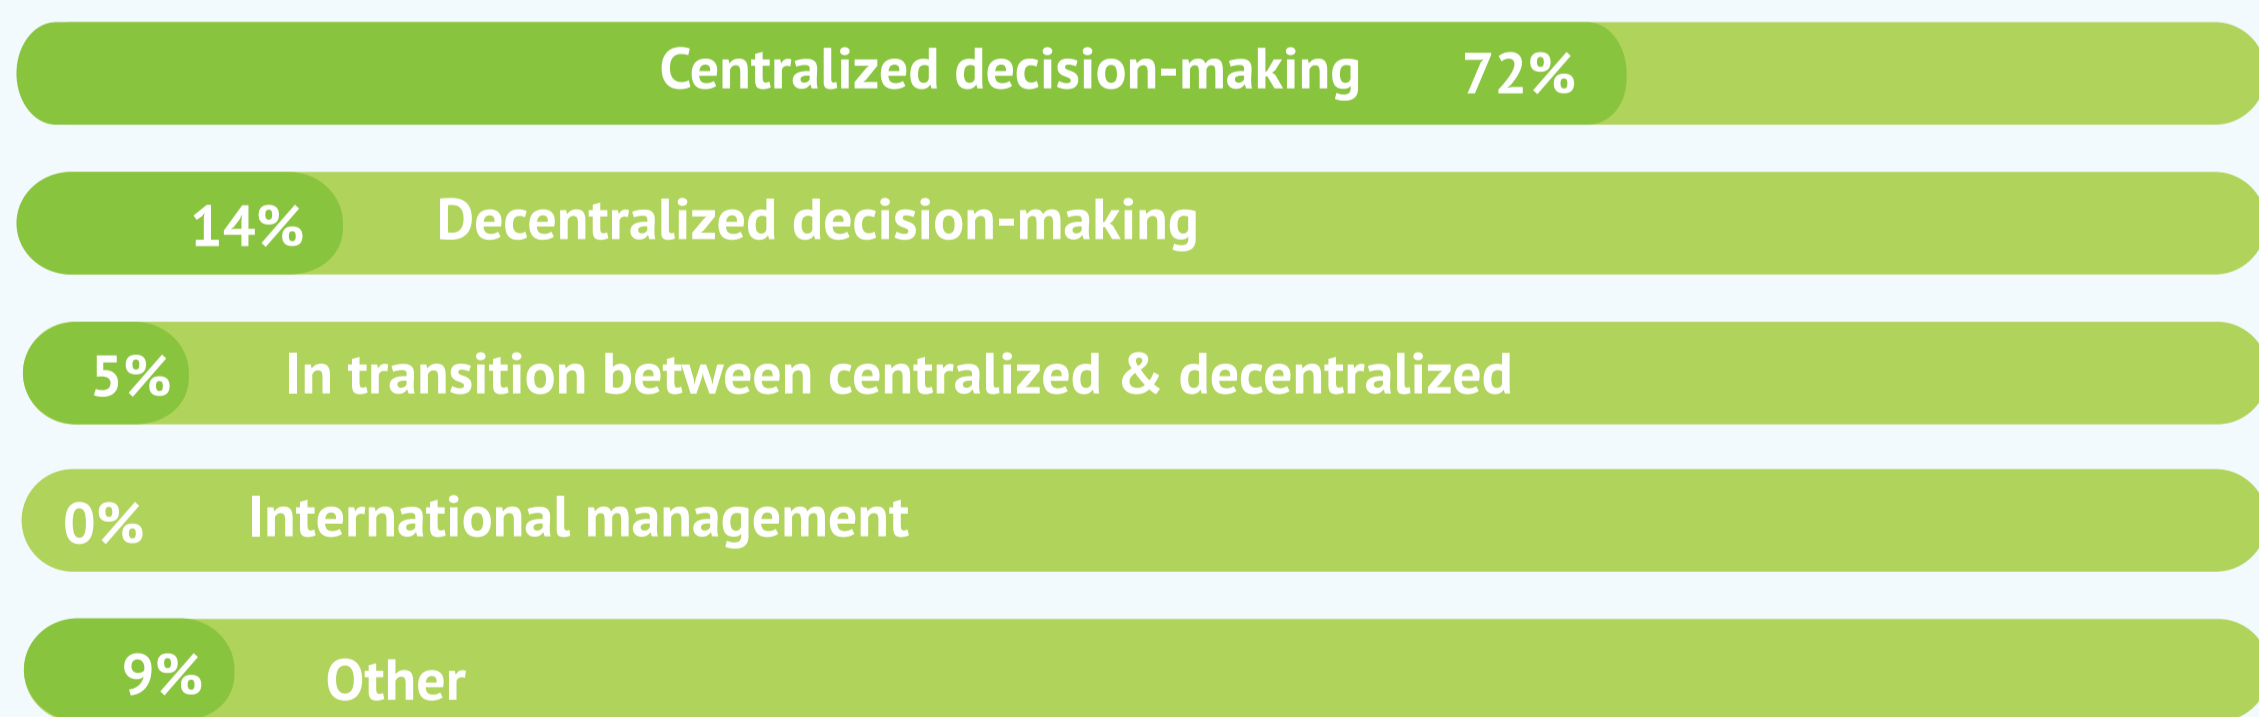 Centralized decision-making 72%
14% Decentralized decision-making
5% In transition between centralized & decentralized
0% International management
9% Other